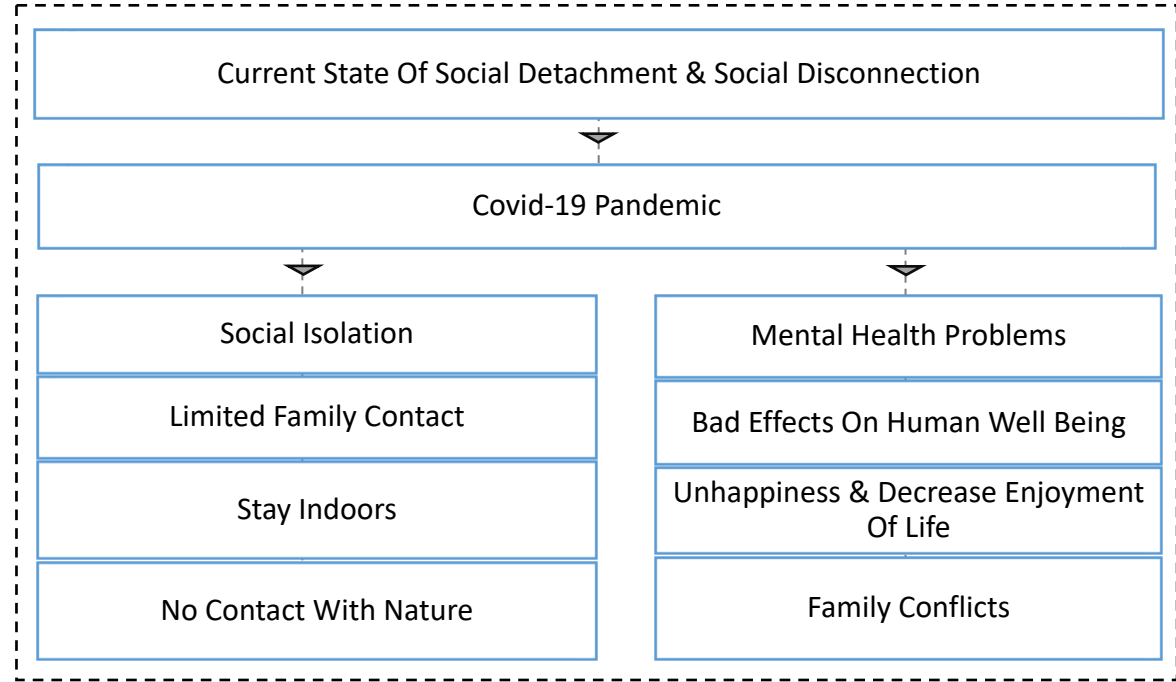 Current State Of Social Detachment & Social Disconnection
Covid-19 Pandemic
Social Isolation
Limited Family Contact
Stay Indoors
No Contact With Nature
Mental Health Problems
Bad Effects On Human Well Being
Unhappiness & Decrease Enjoyment
Of Life
Family Conflicts